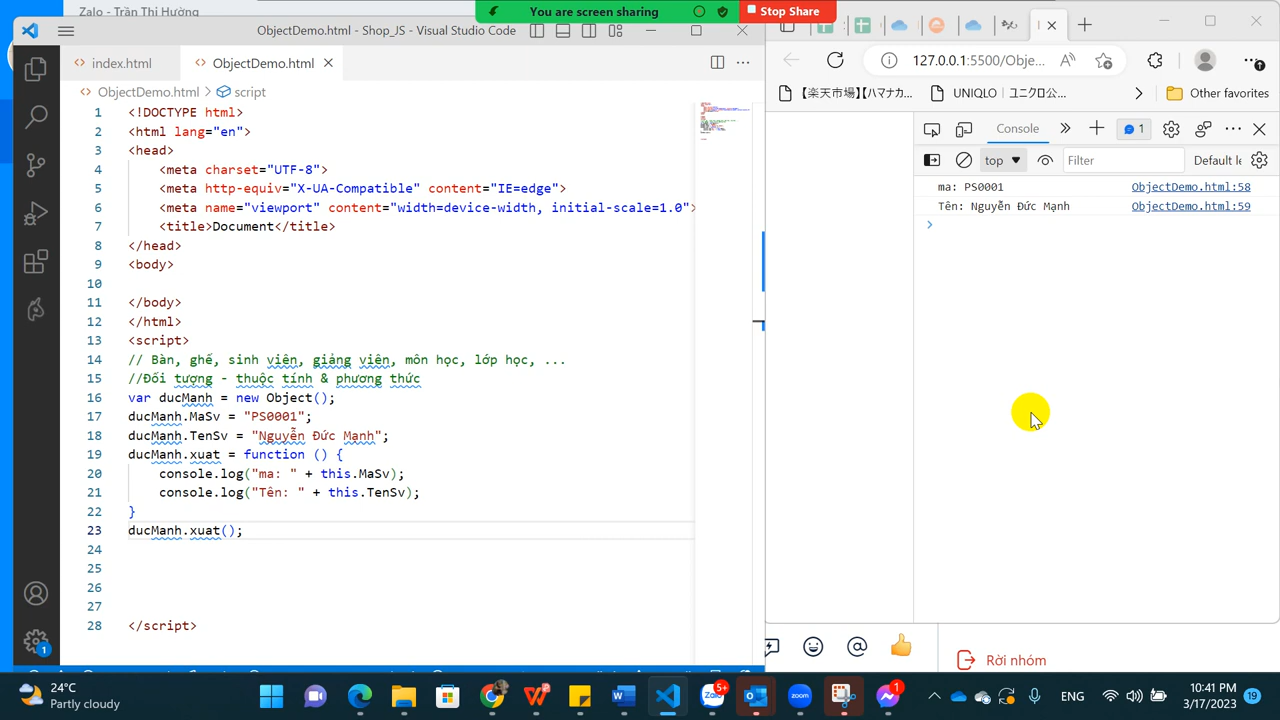 Zalo - Trần Thị Hường
You are screen sharing
Stop Share
ObjectDemo.html - Shop_JS - Visual Studio Code
index.html
ObjectDemo.html
ObjectDemo.html > script
1 <!DOCTYPE html>
2 <html lang="en">
3 <head>
4 <meta charset="UTF-8">
5 <meta http-equiv="X-UA-Compatible" content="IE=edge">
6 <meta name="viewport" content="width=device-width, initial-scale=1.0">
7 <title>Document</title>
8 </head>
9 <body>
10
11 </body>
12 </html>
13 <script>
14 // Bàn, ghế, sinh viên, giảng viên, môn học, lớp học, ...
15 //Đối tượng - thuộc tính & phương thức
16 var ducManh = new Object();
17 ducManh.MaSv = "PS0001";
18 ducManh.TenSv = "Nguyễn Đức Mạnh";
19 ducManh.xuat = function () {
20 console.log("ma: " + this.MaSv);
21 console.log("Tên: " + this.TenSv);
22 }
23 ducManh.xuat();
24
25
26
27
28 </script>
1
127.0.0.1:5500/Obje...
【楽天市場】【ハマナカ...
UNIQLO｜ユニクロ公...
Other favorites
Console
1
top
Filter
Default le
ma: PS0001 ObjectDemo.html:58
Tên: Nguyễn Đức Mạnh ObjectDemo.html:59
Rời nhóm
24°C
Partly cloudy
5+
1
ENG
10:41 PM
3/17/2023
19